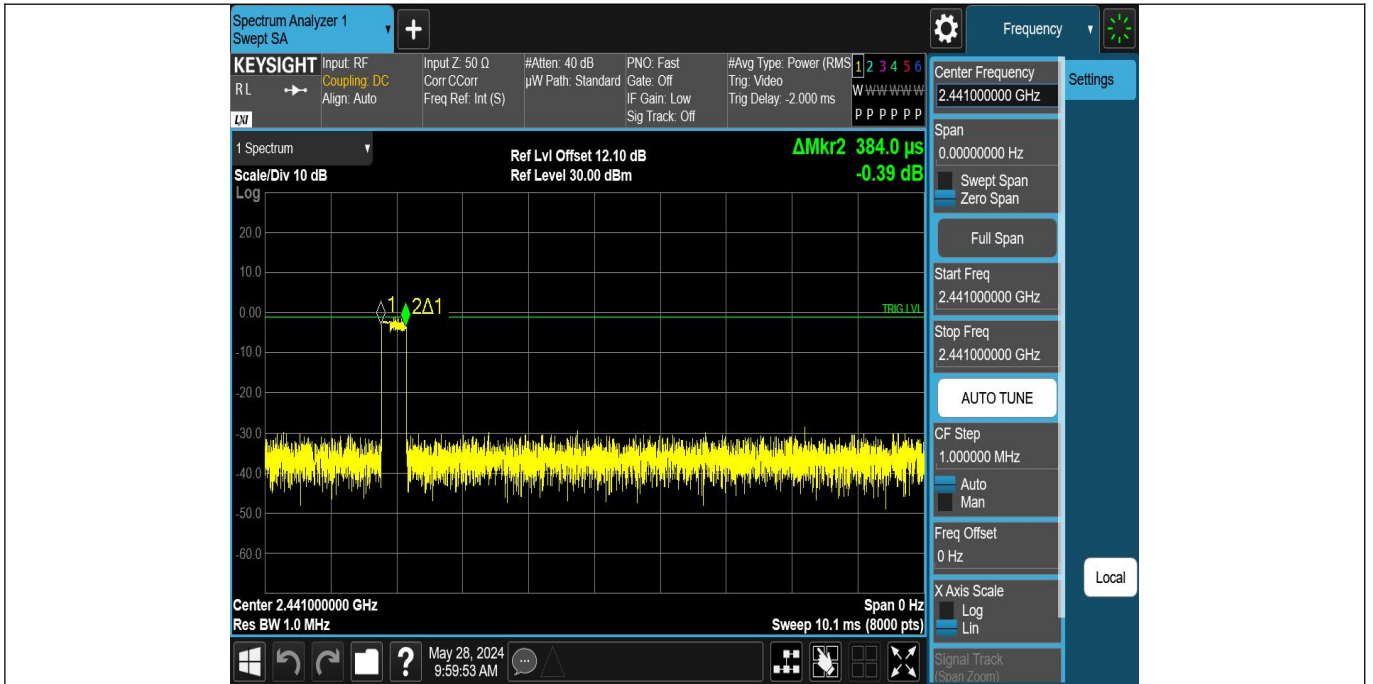 Spectrum Analyzer 1
Swept SA
+
Frequency
KEYSIGHT
RL
LXI
Input: RF
Coupling: DC
Align: Auto
Input Z: 50 Ω
Corr CCorr
Freq Ref: Int (S)
#Atten: 40 dB
µW Path: Standard
PNO: Fast
Gate: Off
IF Gain: Low
Sig Track: Off
#Avg Type: Power (RMS
Trig: Video
Trig Delay: -2.000 ms
1 2 3 4 5 6
W W W W W W
P P P P P P
1 Spectrum
Scale/Div 10 dB
Ref Lvl Offset 12.10 dB
Ref Level 30.00 dBm
ΔMkr2 384.0 µs
-0.39 dB
Log
20.0
10.0
0.00
-10.0
-20.0
-30.0
-40.0
-50.0
-60.0
1
2Δ1
TRIG LVL
Center 2.441000000 GHz
Res BW 1.0 MHz
Span 0 Hz
Sweep 10.1 ms (8000 pts)
Center Frequency
2.441000000 GHz
Settings
Span
0.00000000 Hz
Swept Span
Zero Span
Full Span
Start Freq
2.441000000 GHz
Stop Freq
2.441000000 GHz
AUTO TUNE
CF Step
1.000000 MHz
Auto
Man
Freq Offset
0 Hz
X Axis Scale
Log
Lin
Local
Signal Track
(Span Zoom)
?
May 28, 2024
9:59:53 AM